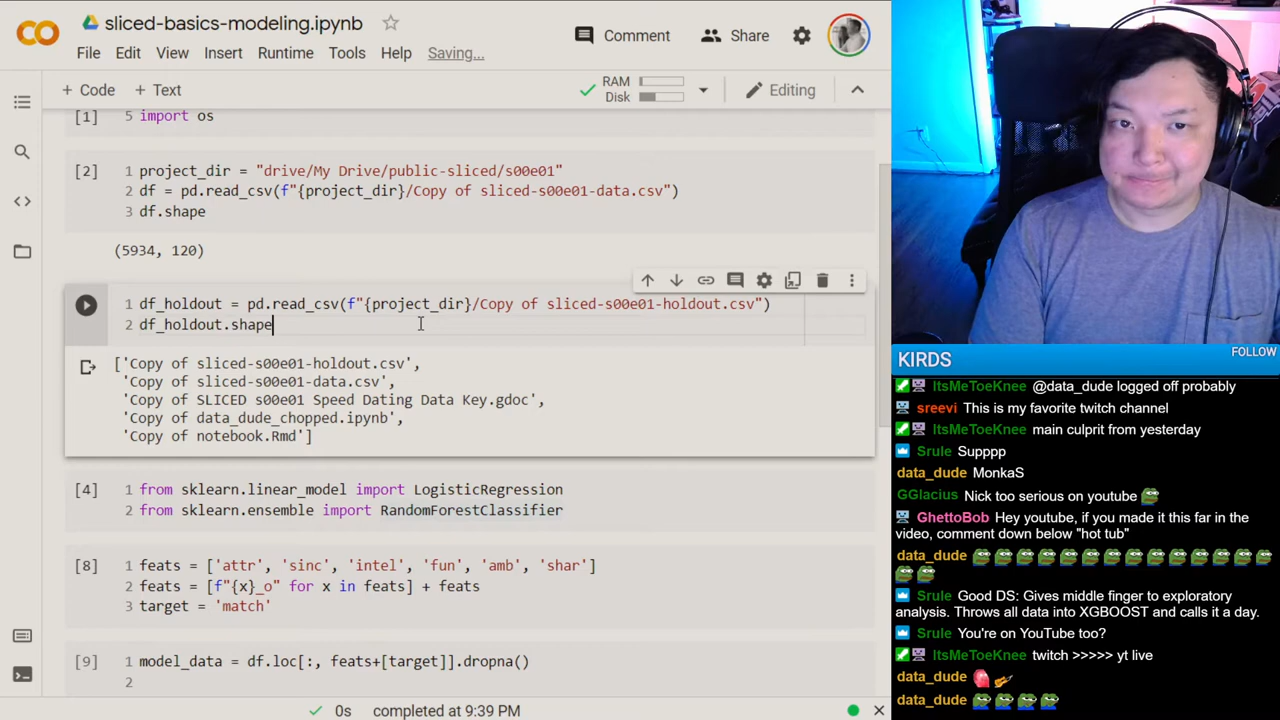 sliced-basics-modeling.ipynb
File Edit View Insert Runtime Tools Help Saving...
Comment
Share
+ Code + Text
RAM
Disk
Editing
[1]
5 import os
[2]
1 project_dir = "drive/My Drive/public-sliced/s00e01"
2 df = pd.read_csv(f"{project_dir}/Copy of sliced-s00e01-data.csv")
3 df.shape
(5934, 120)
1 df_holdout = pd.read_csv(f"{project_dir}/Copy of sliced-s00e01-holdout.csv")
2 df_holdout.shape
['Copy of sliced-s00e01-holdout.csv',
'Copy of sliced-s00e01-data.csv',
'Copy of SLICED s00e01 Speed Dating Data Key.gdoc',
'Copy of data_dude_chopped.ipynb',
'Copy of notebook.Rmd']
[4]
1 from sklearn.linear_model import LogisticRegression
2 from sklearn.ensemble import RandomForestClassifier
[8]
1 feats = ['attr', 'sinc', 'intel', 'fun', 'amb', 'shar']
2 feats = [f"{x}_o" for x in feats] + feats
3 target = 'match'
[9]
1 model_data = df.loc[:, feats+[target]].dropna()
2
0s completed at 9:39 PM
KIRDS
FOLLOW
ItsMeToeKnee @data_dude logged off probably
sreevi This is my favorite twitch channel
ItsMeToeKnee main culprit from yesterday
Srule Supppp
data_dude MonkaS
GGlacius Nick too serious on youtube
GhettoBob Hey youtube, if you made it this far in the
video, comment down below "hot tub"
data_dude
Srule Good DS: Gives middle finger to exploratory
analysis. Throws all data into XGBOOST and calls it a day.
Srule You're on YouTube too?
ItsMeToeKnee twitch >>>>> yt live
data_dude
data_dude